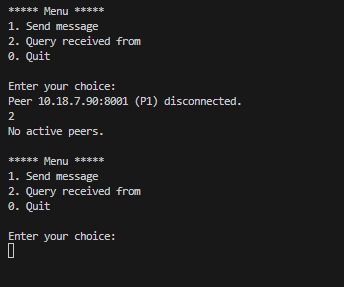 ***** Menu *****
1. Send message
2. Query received from
0. Quit
Enter your choice:
Peer 10.18.7.90:8001 (P1) disconnected.
2
No active peers.
***** Menu *****
1. Send message
2. Query received from
0. Quit
Enter your choice: